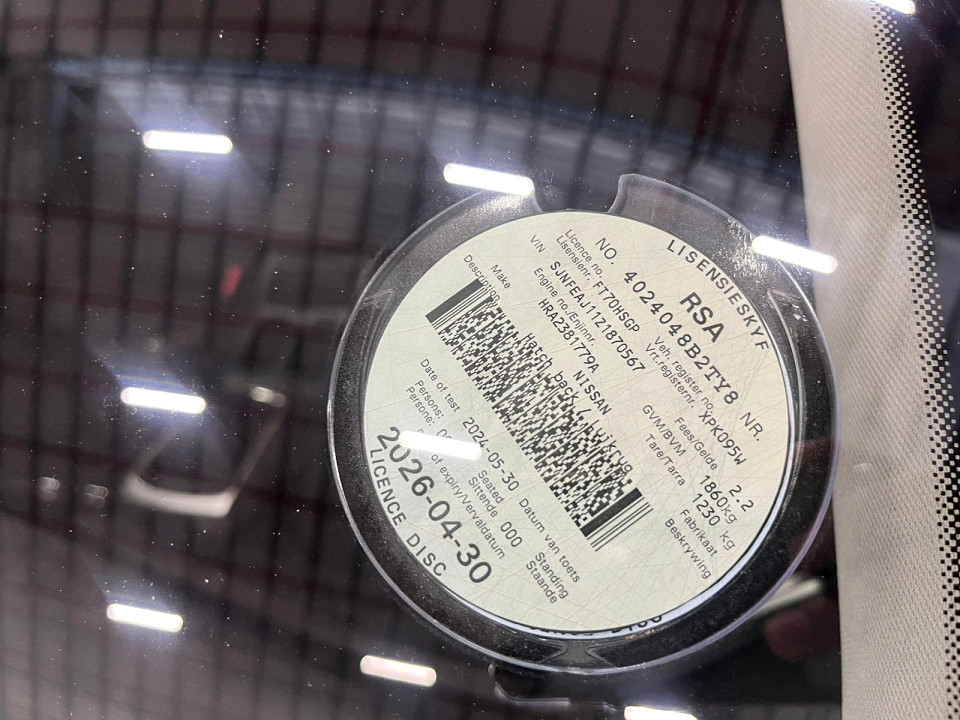 LISENSIESKYF
RSA
NO. 4024048B2TY8 NR.
Licence no. Veh. register no.
Lisensienr. FT70HSGP Vrt.registernr. XPK095W
VIN SJNFEAJ11Z1870567 Fees/Gelde 2.2
Engine no./Enjinnr. GVM/BVM 1860kg
HRA2381779A Tare/Tarra 1230 kg
Make NISSAN Fabrikaat
Description Hatch back / Luikrug Beskrywing
Date of test 2024-05-30 Datum van toets
Persons: Seated Standing
Persone: Sittende 000 Staande
of expiry/Vervaldatum
2026-04-30
LICENCE DISC